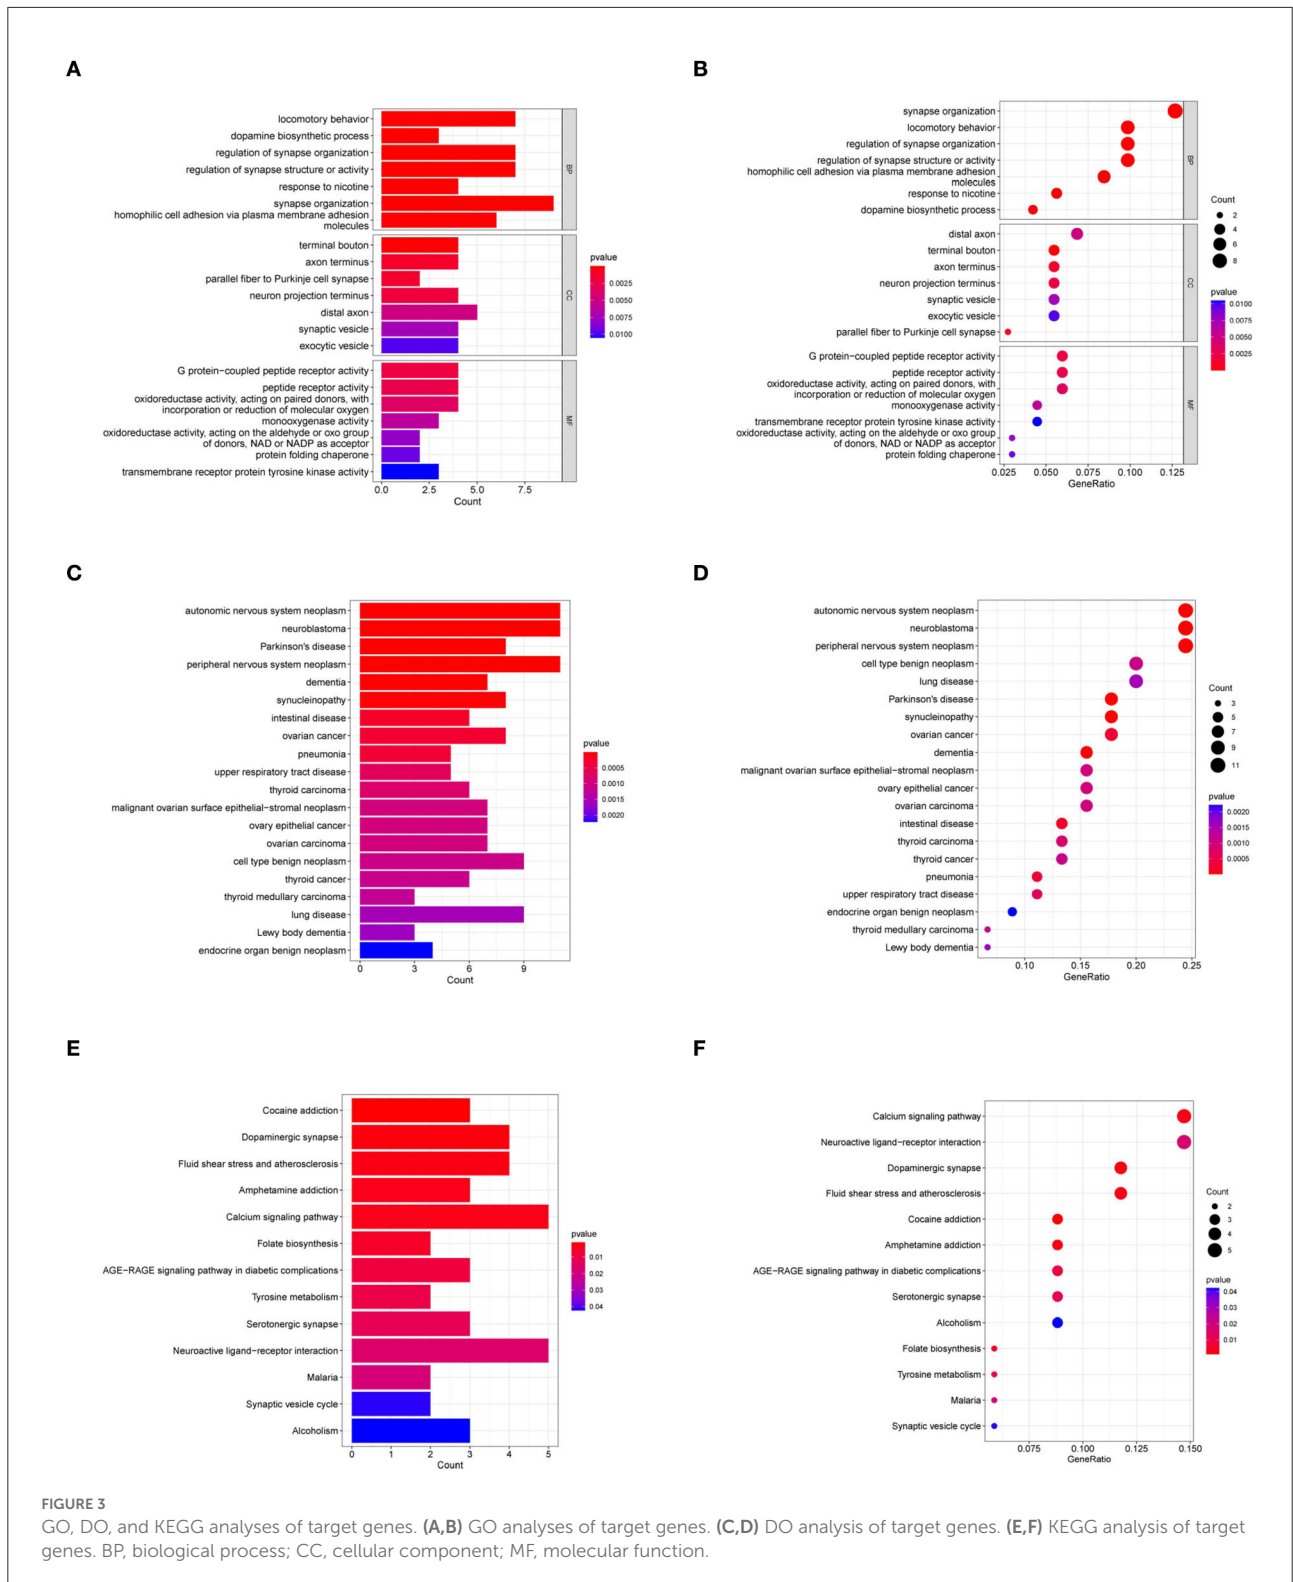 A
locomotory behavior
dopamine biosynthetic process
regulation of synapse organization
regulation of synapse structure or activity
response to nicotine
synapse organization
homophilic cell adhesion via plasma membrane adhesion
molecules
BP
terminal bouton
axon terminus
parallel fiber to Purkinje cell synapse
neuron projection terminus
distal axon
synaptic vesicle
exocytic vesicle
CC
G protein−coupled peptide receptor activity
peptide receptor activity
oxidoreductase activity, acting on paired donors, with
incorporation or reduction of molecular oxygen
monooxygenase activity
oxidoreductase activity, acting on the aldehyde or oxo group
of donors, NAD or NADP as acceptor
protein folding chaperone
transmembrane receptor protein tyrosine kinase activity
MF
0.0 2.5 5.0 7.5
Count
pvalue
0.0025
0.0050
0.0075
0.0100
B
synapse organization
locomotory behavior
regulation of synapse organization
regulation of synapse structure or activity
homophilic cell adhesion via plasma membrane adhesion
molecules
response to nicotine
dopamine biosynthetic process
BP
distal axon
terminal bouton
axon terminus
neuron projection terminus
synaptic vesicle
exocytic vesicle
parallel fiber to Purkinje cell synapse
CC
G protein−coupled peptide receptor activity
peptide receptor activity
oxidoreductase activity, acting on paired donors, with
incorporation or reduction of molecular oxygen
monooxygenase activity
transmembrane receptor protein tyrosine kinase activity
oxidoreductase activity, acting on the aldehyde or oxo group
of donors, NAD or NADP as acceptor
protein folding chaperone
MF
0.025 0.050 0.075 0.100 0.125
GeneRatio
Count
2
4
6
8
pvalue
0.0100
0.0075
0.0050
0.0025
C
autonomic nervous system neoplasm
neuroblastoma
Parkinson's disease
peripheral nervous system neoplasm
dementia
synucleinopathy
intestinal disease
ovarian cancer
pneumonia
upper respiratory tract disease
thyroid carcinoma
malignant ovarian surface epithelial−stromal neoplasm
ovary epithelial cancer
ovarian carcinoma
cell type benign neoplasm
thyroid cancer
thyroid medullary carcinoma
lung disease
Lewy body dementia
endocrine organ benign neoplasm
0 3 6 9
Count
pvalue
0.0005
0.0010
0.0015
0.0020
D
autonomic nervous system neoplasm
neuroblastoma
peripheral nervous system neoplasm
cell type benign neoplasm
lung disease
Parkinson's disease
synucleinopathy
ovarian cancer
dementia
malignant ovarian surface epithelial−stromal neoplasm
ovary epithelial cancer
ovarian carcinoma
intestinal disease
thyroid carcinoma
thyroid cancer
pneumonia
upper respiratory tract disease
endocrine organ benign neoplasm
thyroid medullary carcinoma
Lewy body dementia
0.10 0.15 0.20 0.25
GeneRatio
Count
3
5
7
9
11
pvalue
0.0020
0.0015
0.0010
0.0005
E
Cocaine addiction
Dopaminergic synapse
Fluid shear stress and atherosclerosis
Amphetamine addiction
Calcium signaling pathway
Folate biosynthesis
AGE−RAGE signaling pathway in diabetic complications
Tyrosine metabolism
Serotonergic synapse
Neuroactive ligand−receptor interaction
Malaria
Synaptic vesicle cycle
Alcoholism
0 1 2 3 4 5
Count
pvalue
0.01
0.02
0.03
0.04
F
Calcium signaling pathway
Neuroactive ligand−receptor interaction
Dopaminergic synapse
Fluid shear stress and atherosclerosis
Cocaine addiction
Amphetamine addiction
AGE−RAGE signaling pathway in diabetic complications
Serotonergic synapse
Alcoholism
Folate biosynthesis
Tyrosine metabolism
Malaria
Synaptic vesicle cycle
0.075 0.100 0.125 0.150
GeneRatio
Count
2
3
4
5
pvalue
0.04
0.03
0.02
0.01
FIGURE 3
GO, DO, and KEGG analyses of target genes. (A,B) GO analyses of target genes. (C,D) DO analysis of target genes. (E,F) KEGG analysis of target
genes. BP, biological process; CC, cellular component; MF, molecular function.